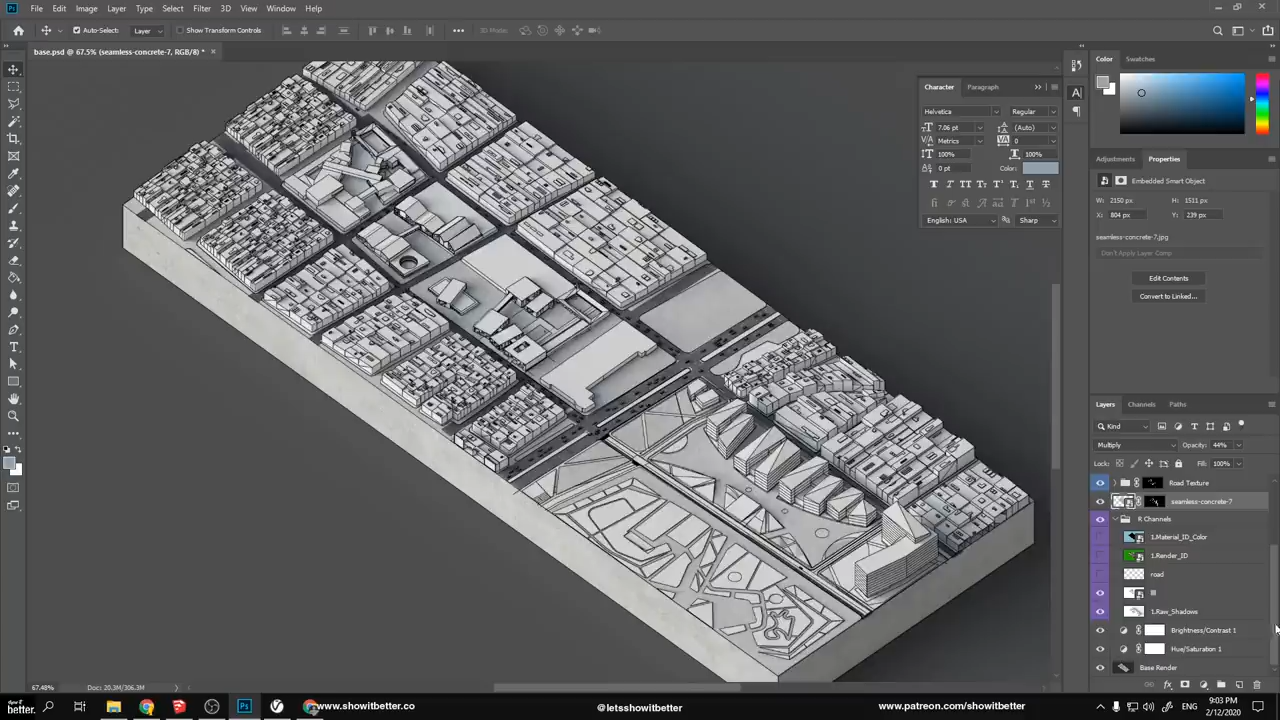 File Edit Image Layer Type Select Filter 3D View Window Help
Auto-Select: Layer Show Transform Controls 3D Mode:
base.psd @ 67.5% (seamless-concrete-7, RGB/8) *
Color Swatches
Character Paragraph
Helvetica Regular
7.06 pt (Auto)
Metrics 0
100% 100%
0 pt Color:
English: USA Sharp
Adjustments Properties
Embedded Smart Object
W: 2150 px H: 1511 px
X: 804 px Y: 239 px
seamless-concrete-7.jpg
Don't Apply Layer Comp
Edit Contents
Convert to Linked...
Layers Channels Paths
Kind
Multiply Opacity: 44%
Lock: Fill: 100%
Road Texture
seamless-concrete-7
R Channels
1.Material_ID_Color
1.Render_ID
road
1.Raw_Shadows
Brightness/Contrast 1
Hue/Saturation 1
Base Render
67.48% Doc: 20.3M/306.3M
better. www.showitbetter.co @letsshowitbetter www.patreon.com/showitbetter ENG 9:03 PM
2/12/2020